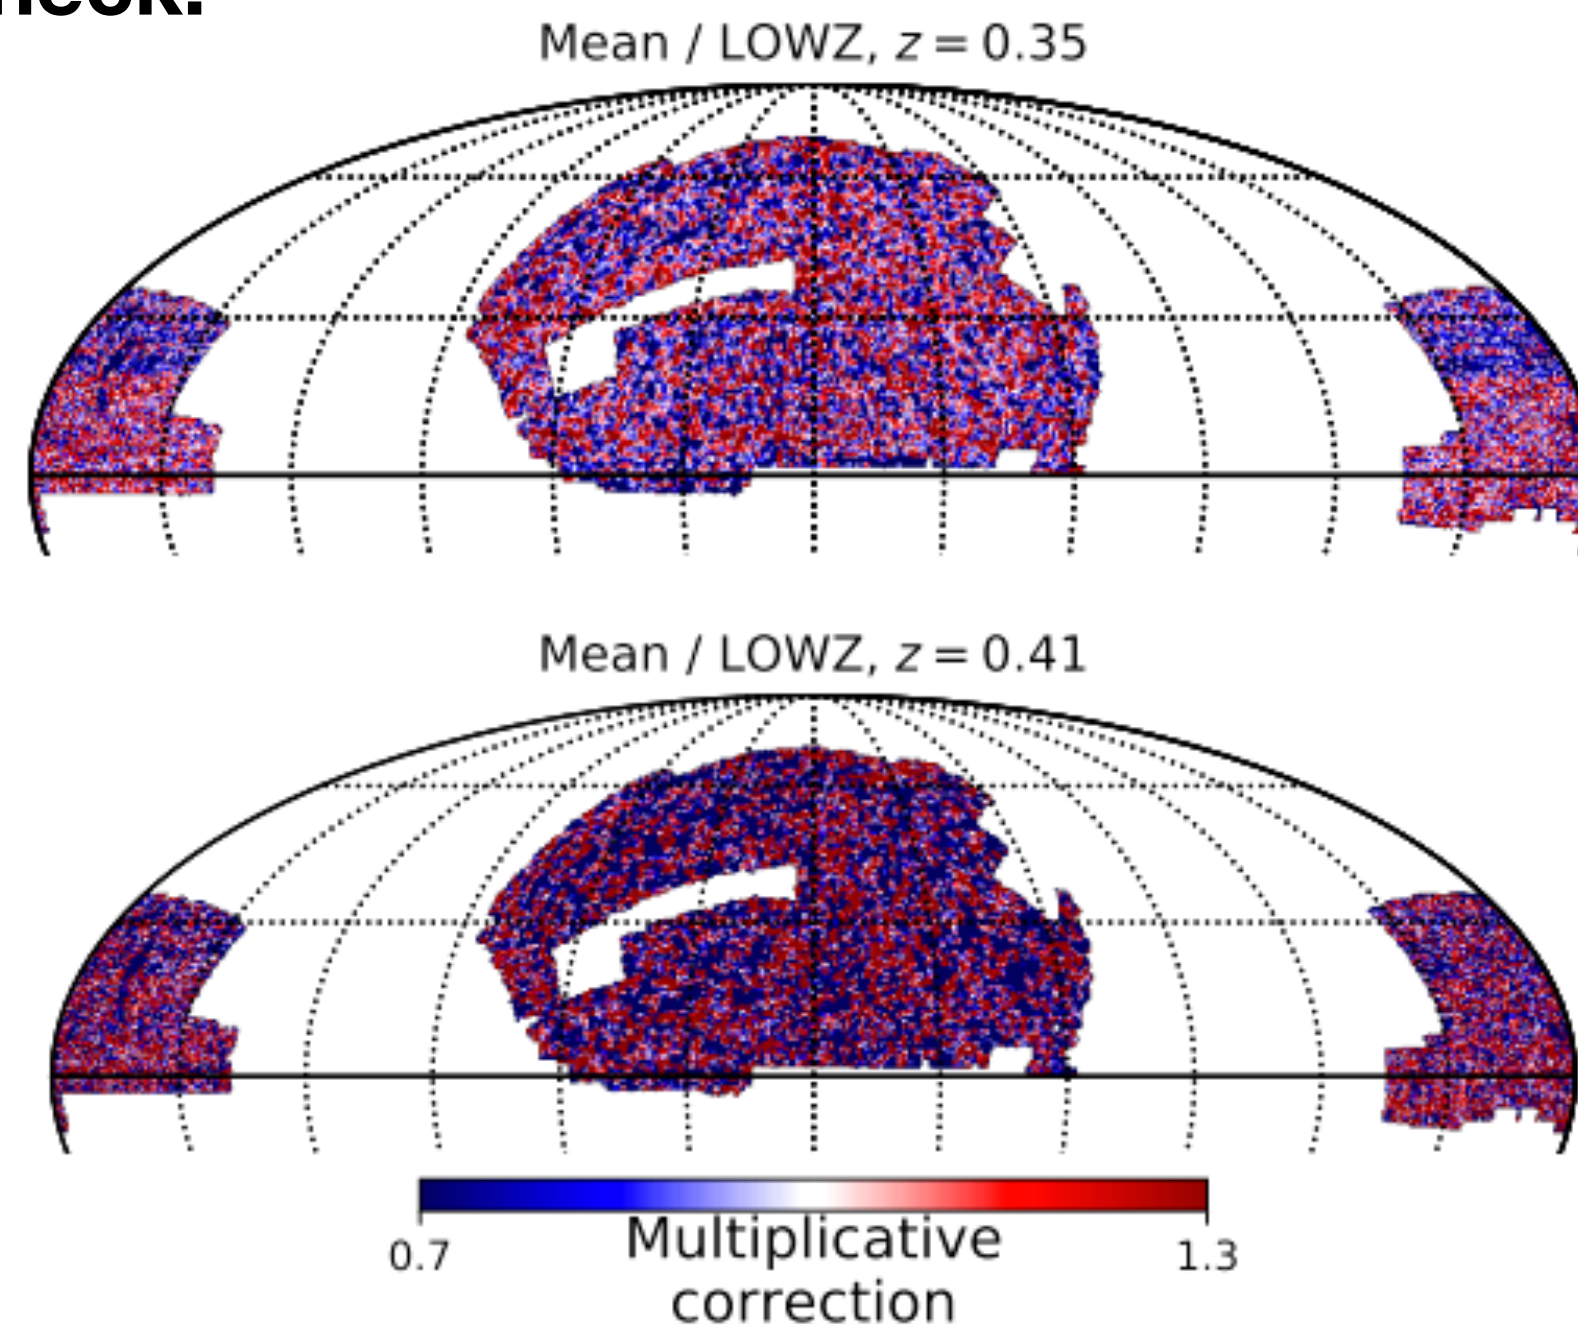 Mean / LOWZ, z = 0.35
Mean / LOWZ, z = 0.41
0.7
1.3
Multiplicative
correction